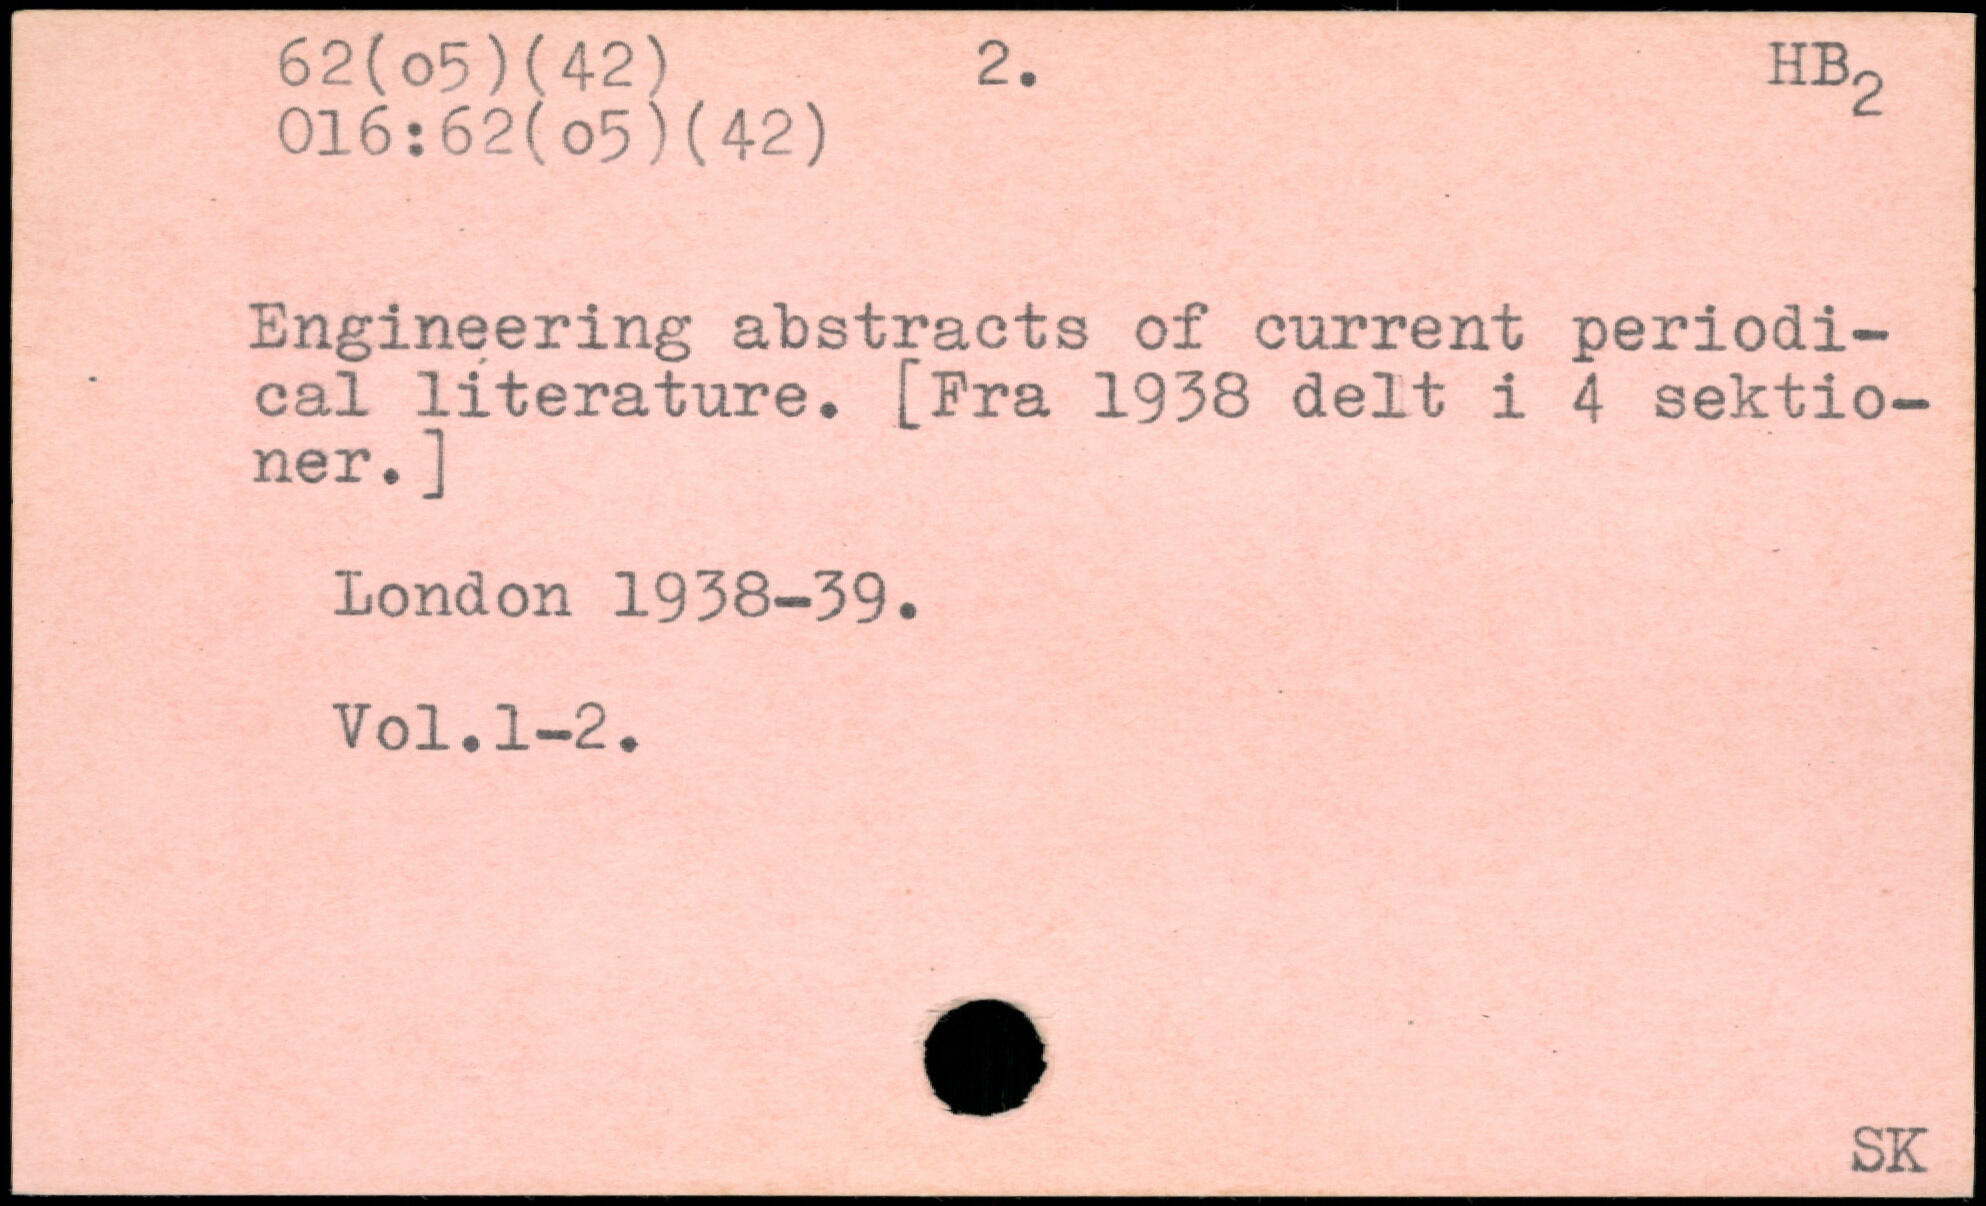 62(o5)(42) 2. HB2
016:62(o5)(42)
Engineering abstracts of current periodi-
cal literature. [Fra 1938 delt i 4 sektio-
ner.]
London 1938-39.
Vol.1-2.
SK